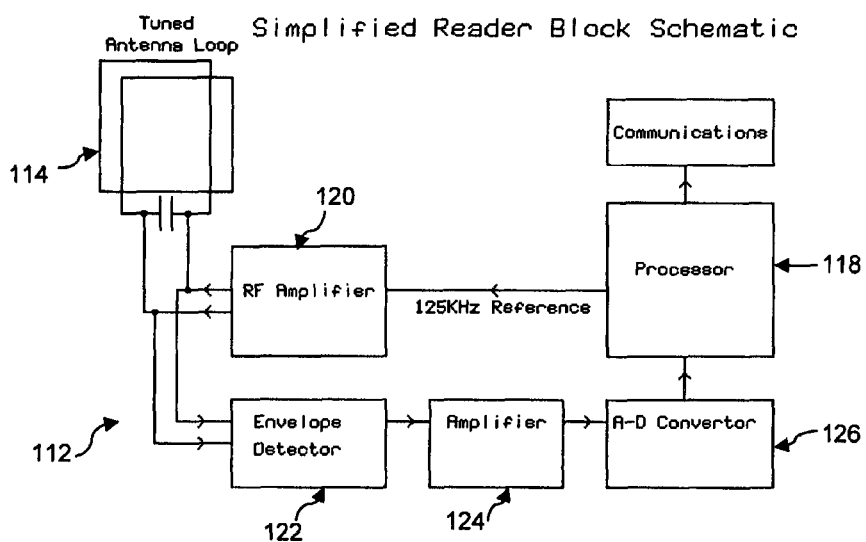 Simplified Reader Block Schematic
Tuned
Antenna Loop
114
Communications
120
RF Amplifier
125KHz Reference
Processor
118
112
Envelope
Detector
122
Amplifier
124
A-D Convertor
126